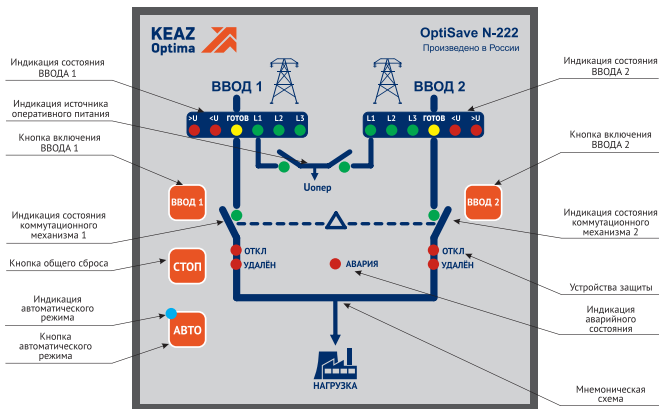 KEAZ
Optima
OptiSave N-222
Произведено в России
Индикация состояния
ВВОДА 1
Индикация источника
оперативного питания
Кнопка включения
ВВОДА 1
Индикация состояния
коммутационного
механизма 1
Кнопка общего сброса
Индикация
автоматического
режима
Кнопка
автоматического
режима
ВВОД 1
ВВОД 2
>U <U ГОТОВ L1 L2 L3
L1 L2 L3 ГОТОВ <U >U
Uопер
ВВОД 1
ВВОД 2
СТОП
АВТО
ОТКЛ
УДАЛЁН
АВАРИЯ
ОТКЛ
УДАЛЁН
НАГРУЗКА
Индикация состояния
ВВОДА 2
Кнопка включения
ВВОДА 2
Индикация состояния
коммутационного
механизма 2
Устройства защиты
Индикация
аварийного
состояния
Мнемоническая
схема